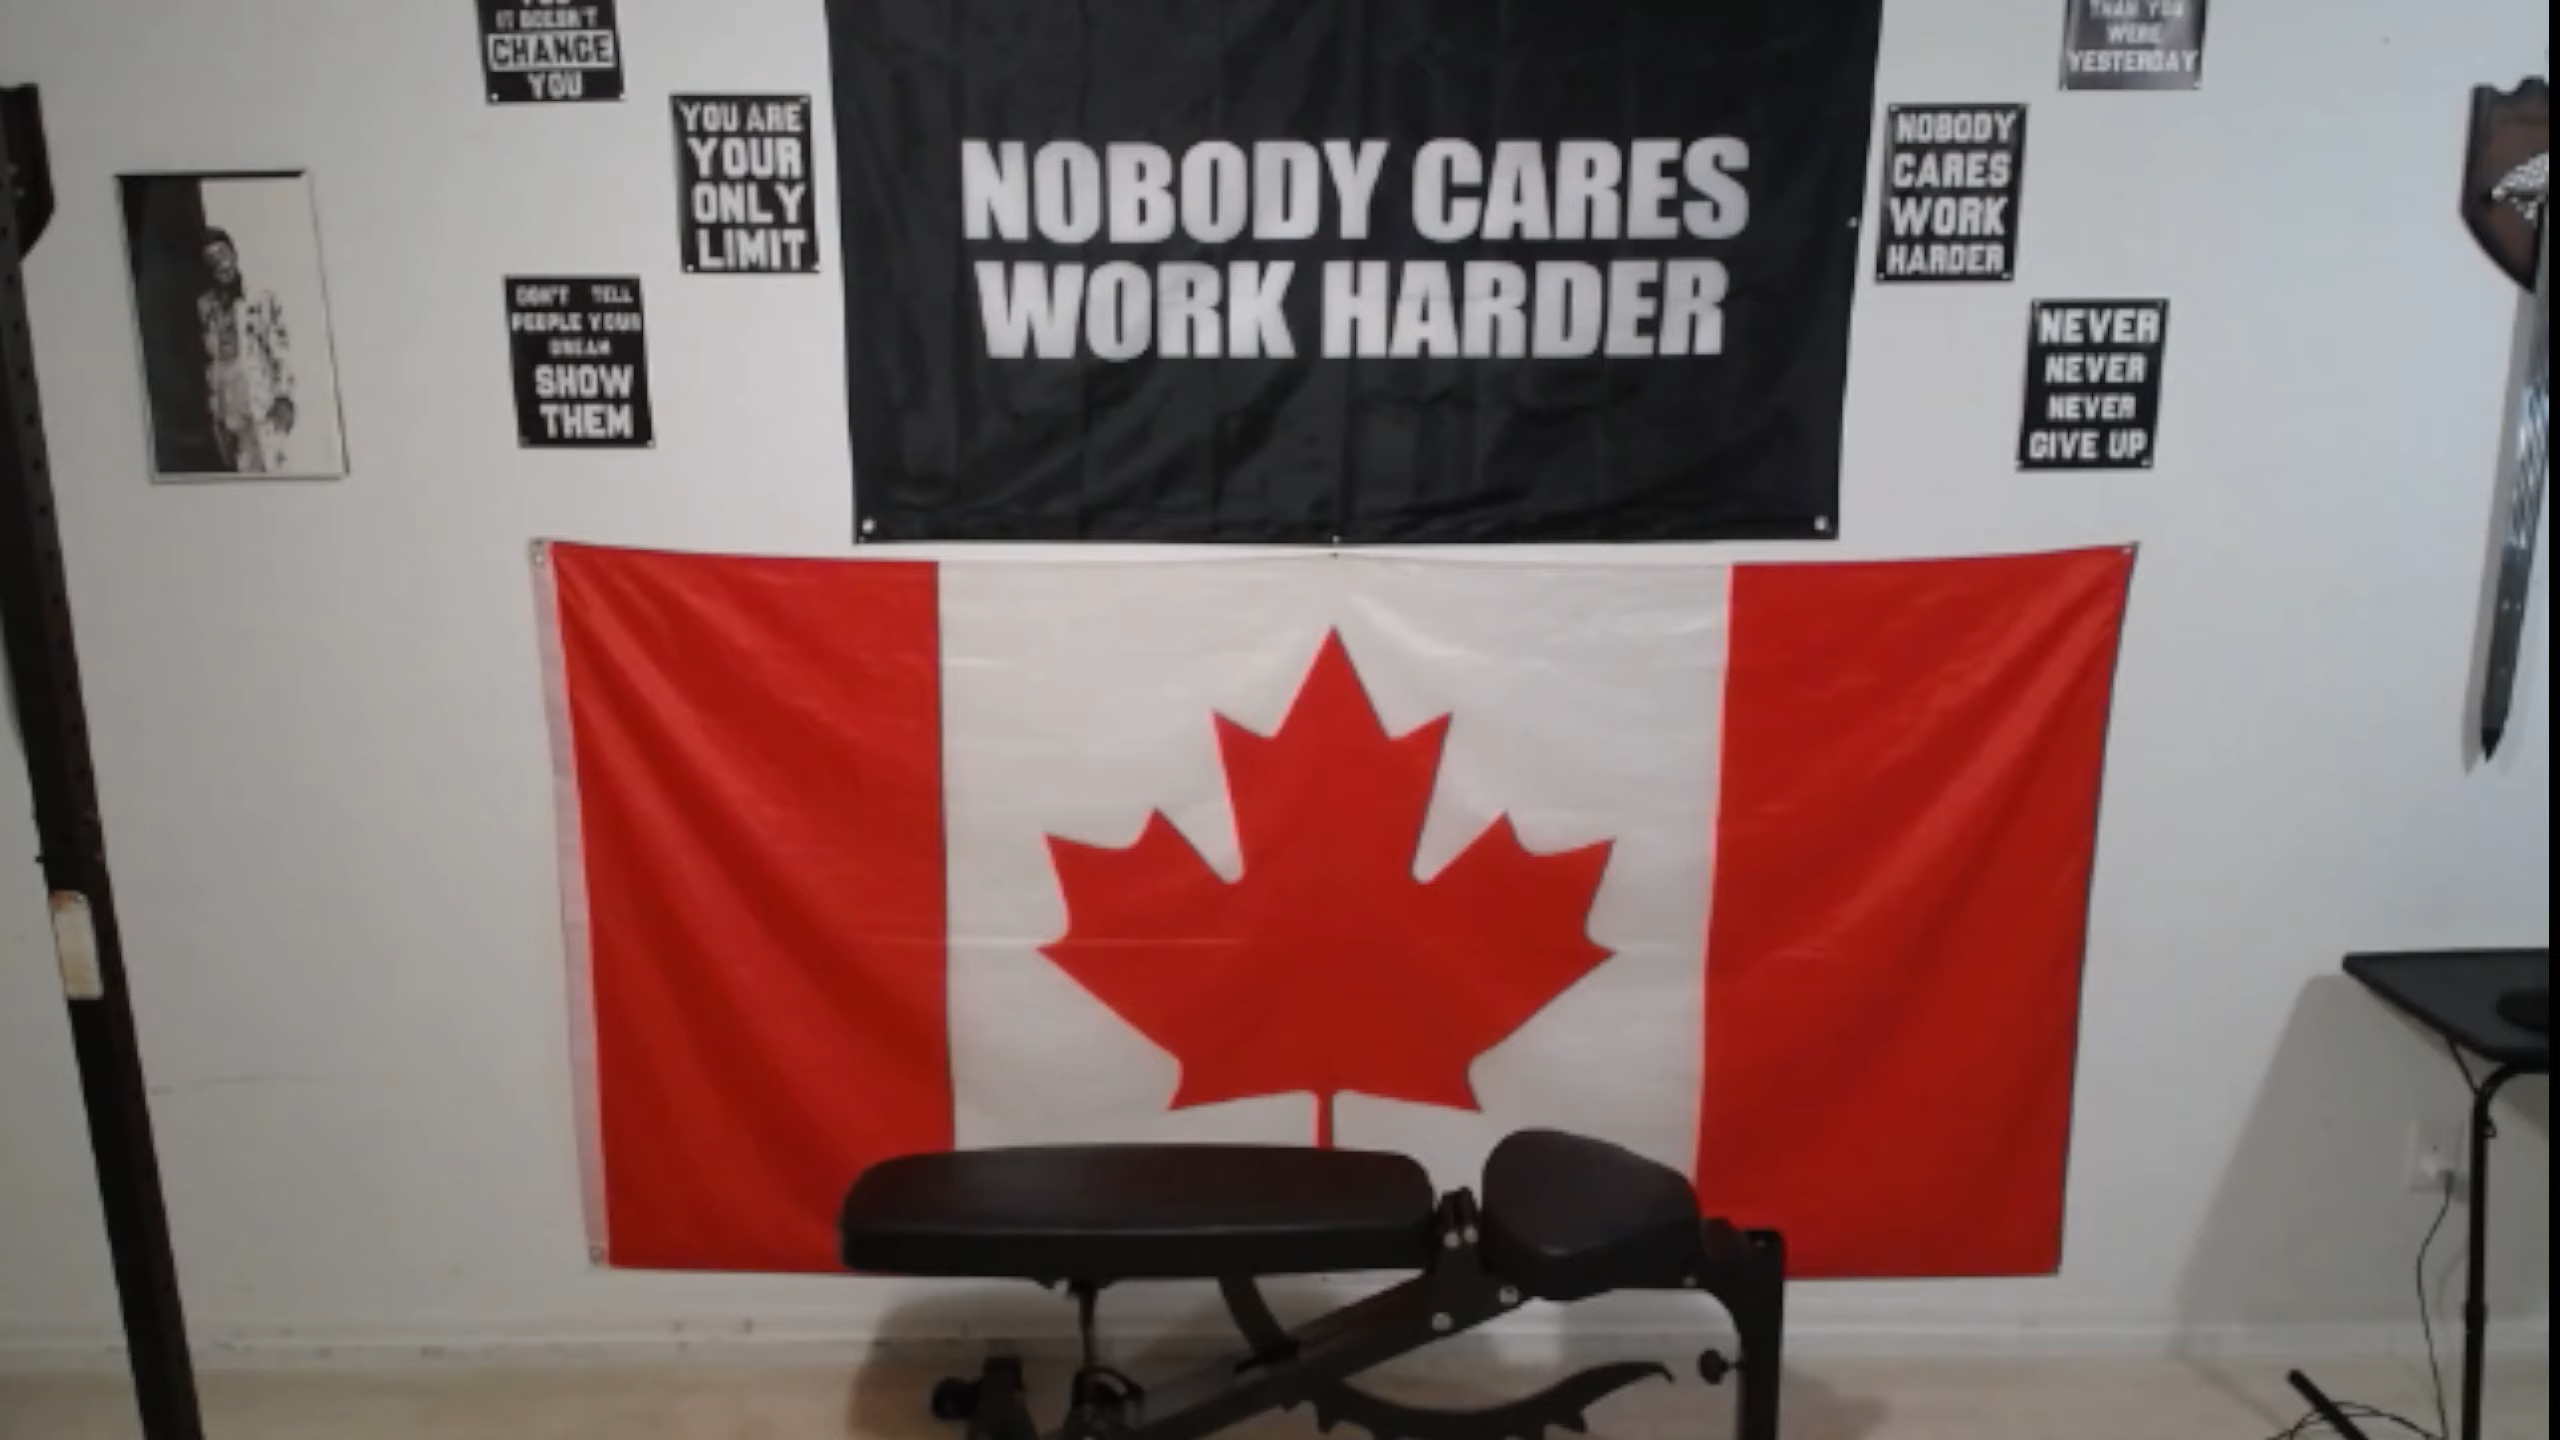 IT DOESN'T
CHANGE
YOU
YOU ARE
YOUR
ONLY
LIMIT
DON'T TELL
PEOPLE YOUR
DREAM
SHOW
THEM
NOBODY CARES
WORK HARDER
THAN YOU
WERE
YESTERDAY
NOBODY
CARES
WORK
HARDER
NEVER
NEVER
NEVER
GIVE UP